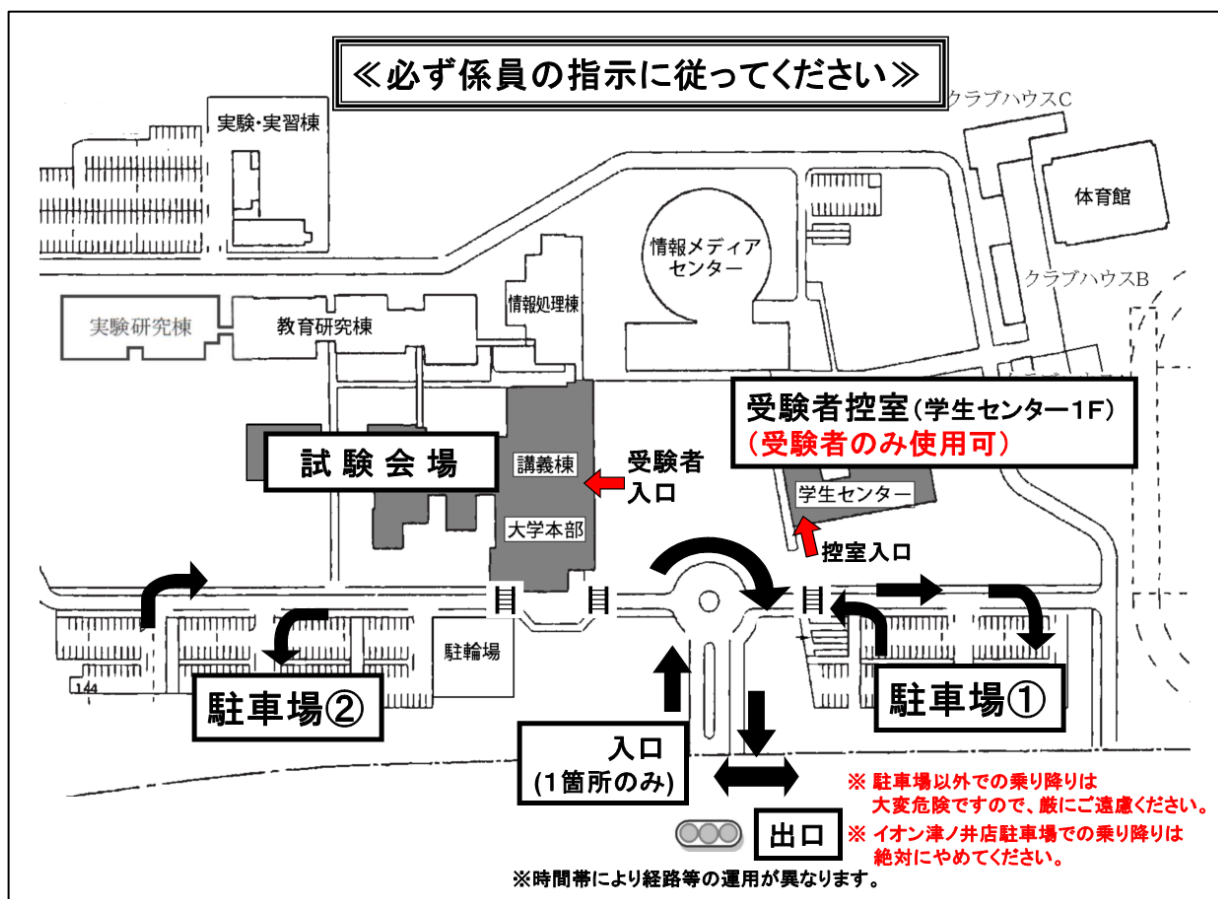 ≪必ず係員の指示に従ってください≫
クラブハウスC
実験・実習棟
体育館
情報メディア
センター
クラブハウスB
情報処理棟
実験研究棟
教育研究棟
受験者控室(学生センター1F)
(受験者のみ使用可)
試験会場
講義棟
受験者
入口
学生センター
大学本部
控室入口
駐輪場
144
駐車場②
駐車場①
入口
(1箇所のみ)
※ 駐車場以外での乗り降りは
大変危険ですので、厳にご遠慮ください。
出口
※ イオン津ノ井店駐車場での乗り降りは
絶対にやめてください。
※時間帯により経路等の運用が異なります。